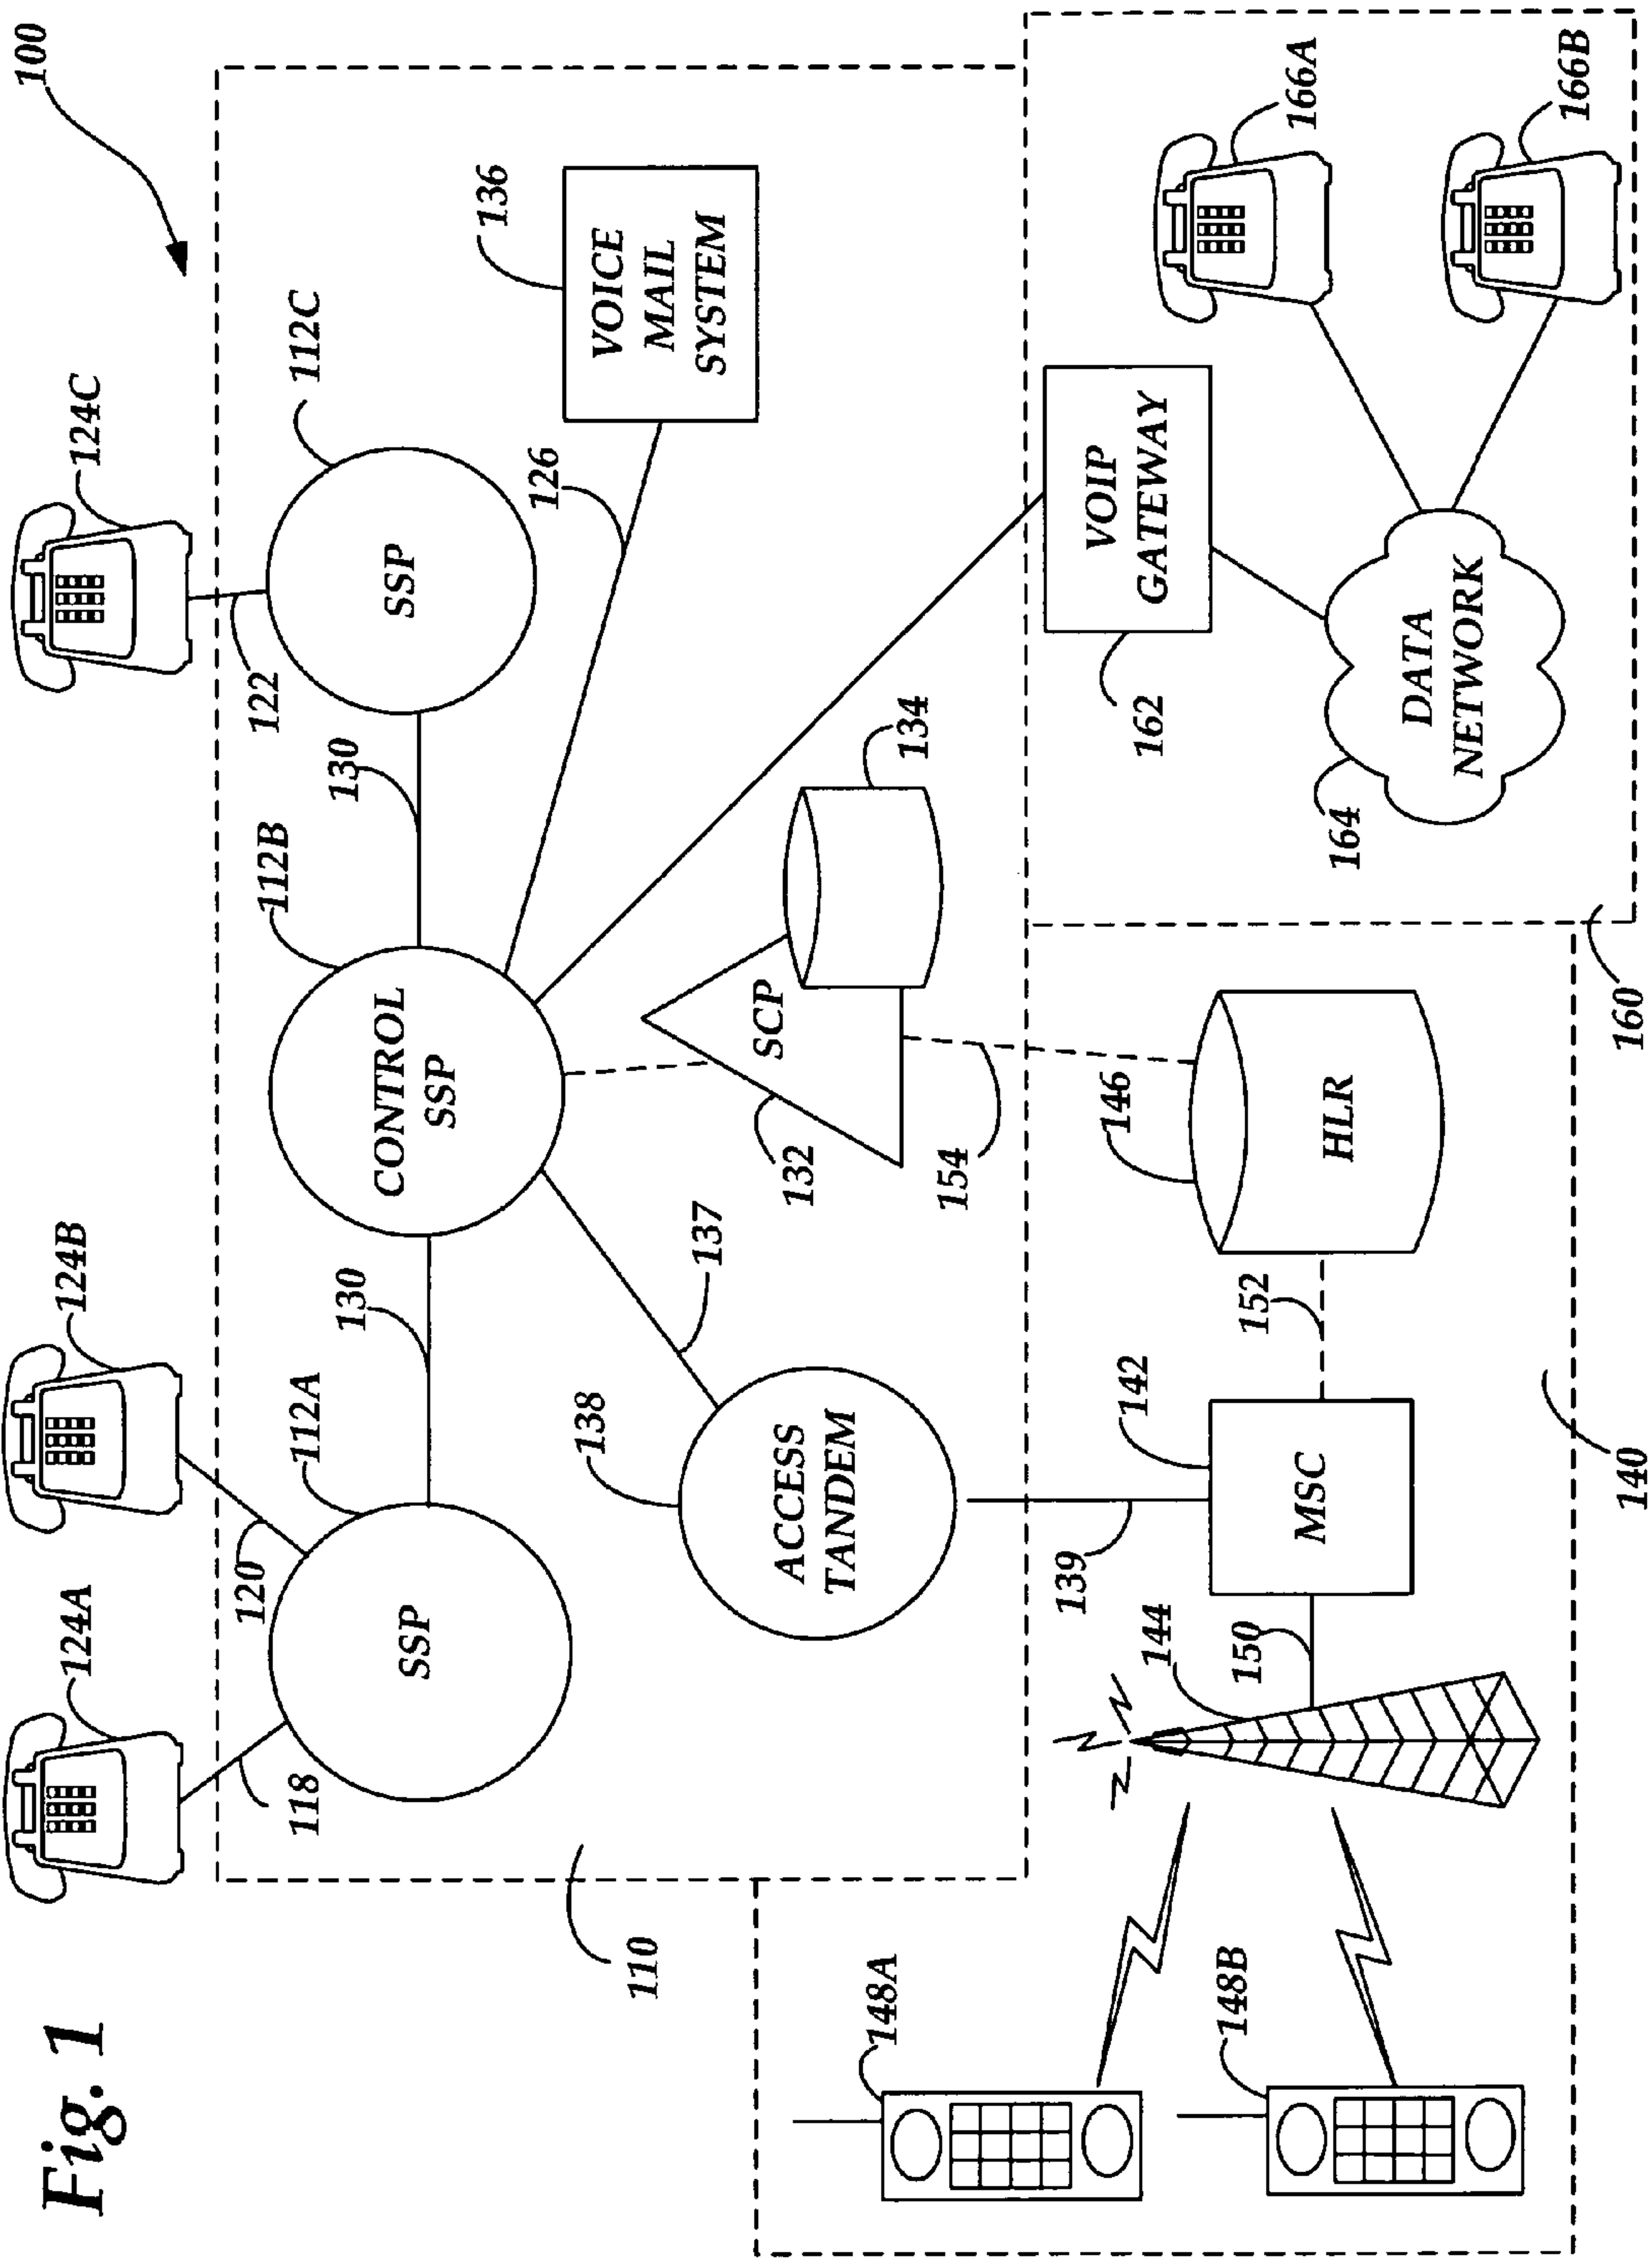 Fig. 1
100
124A
124B
124C
118
120
122
112A
112B
112C
SSP
130
CONTROL
SSP
130
SSP
126
136
VOICE
MAIL
SYSTEM
110
138
ACCESS
TANDEM
137
132
SCP
134
154
139
142
MSC
152
146
HLR
144
150
148A
148B
140
162
VOIP
GATEWAY
164
DATA
NETWORK
166A
166B
160